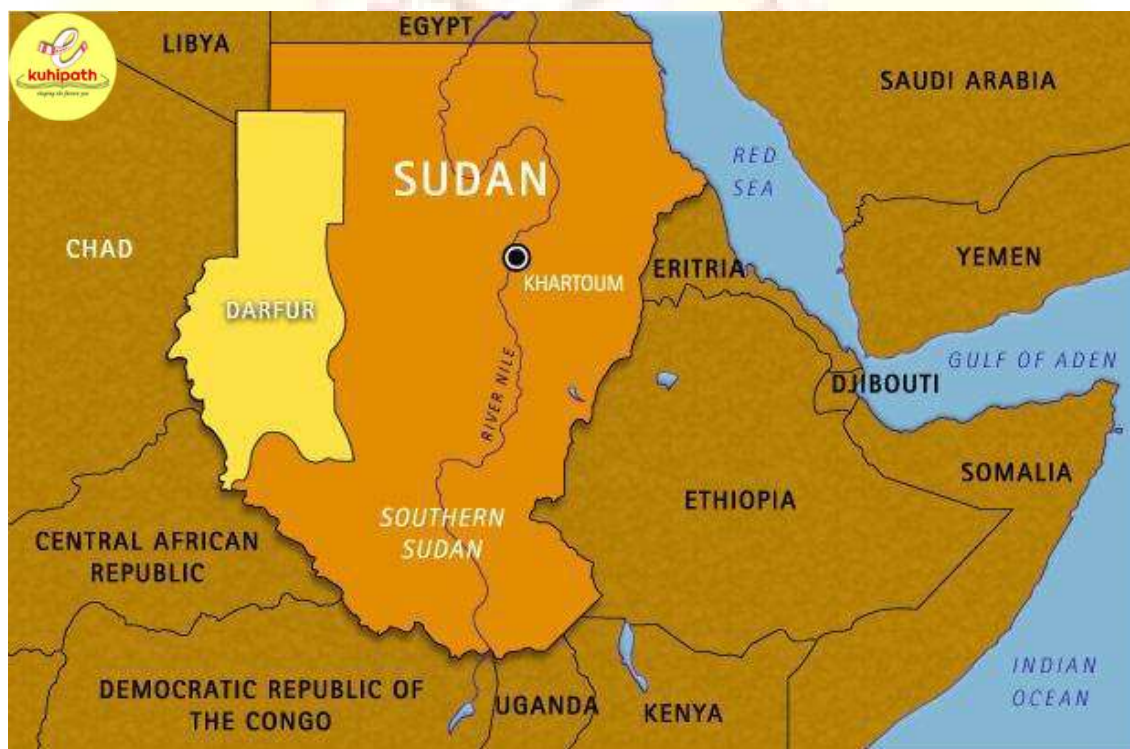 kuhipath
LIBYA
EGYPT
SAUDI ARABIA
RED
SEA
SUDAN
CHAD
YEMEN
ERITRIA
KHARTOUM
DARFUR
GULF OF ADEN
DJIBOUTI
RIVER NILE
SOMALIA
ETHIOPIA
SOUTHERN
SUDAN
CENTRAL AFRICAN
REPUBLIC
INDIAN
OCEAN
DEMOCRATIC REPUBLIC OF
THE CONGO
UGANDA
KENYA